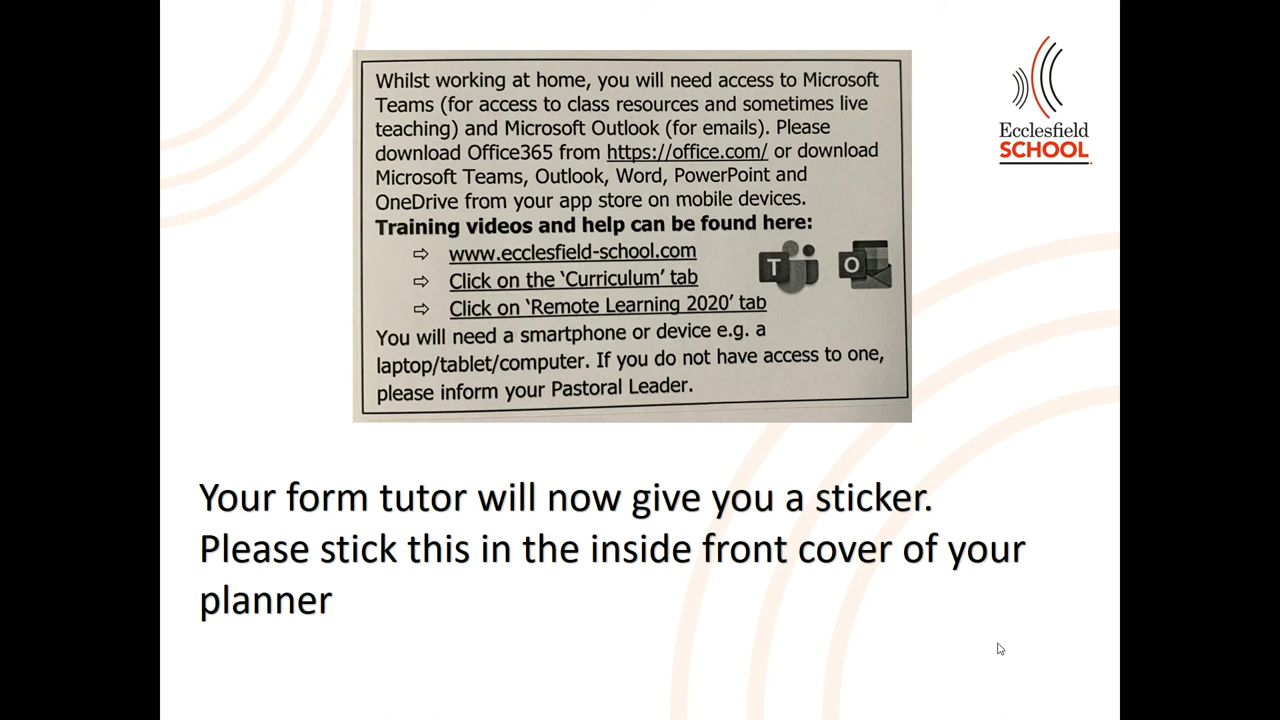 Whilst working at home, you will need access to Microsoft
Teams (for access to class resources and sometimes live
teaching) and Microsoft Outlook (for emails). Please
download Office365 from https://office.com/ or download
Microsoft Teams, Outlook, Word, PowerPoint and
OneDrive from your app store on mobile devices.
Training videos and help can be found here:
⇨ www.ecclesfield-school.com
⇨ Click on the ‘Curriculum’ tab
⇨ Click on ‘Remote Learning 2020’ tab
T
O
You will need a smartphone or device e.g. a
laptop/tablet/computer. If you do not have access to one,
please inform your Pastoral Leader.
Ecclesfield
SCHOOL
Your form tutor will now give you a sticker.
Please stick this in the inside front cover of your
planner